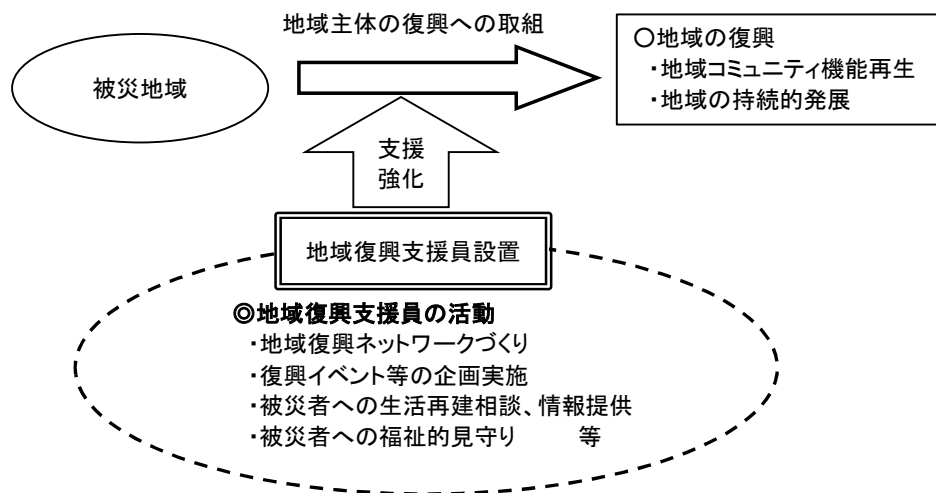 地域主体の復興への取組
被災地域
○地域の復興
・地域コミュニティ機能再生
・地域の持続的発展
支援
強化
地域復興支援員設置
◎地域復興支援員の活動
・地域復興ネットワークづくり
・復興イベント等の企画実施
・被災者への生活再建相談、情報提供
・被災者への福祉的見守り　　等